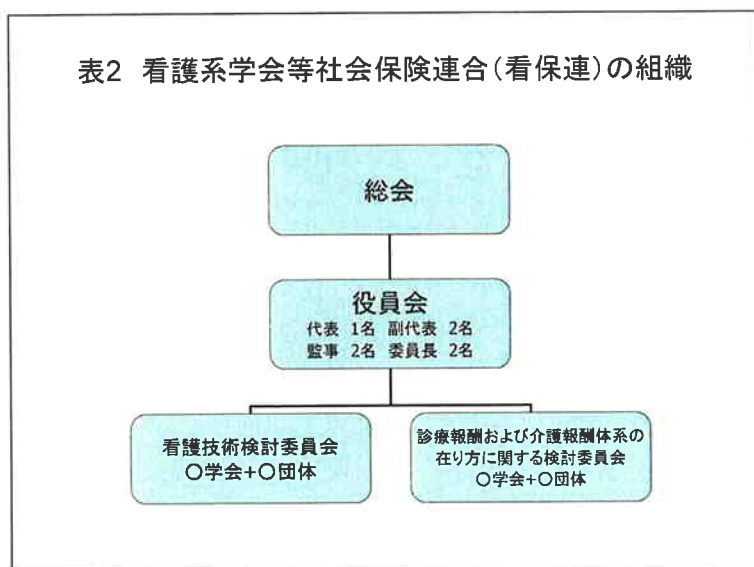 表2 看護系学会等社会保険連合(看保連)の組織
総会
役員会
代表 1名 副代表 2名
監事 2名 委員長 2名
看護技術検討委員会
〇学会+〇団体
診療報酬および介護報酬体系の
在り方に関する検討委員会
〇学会+〇団体